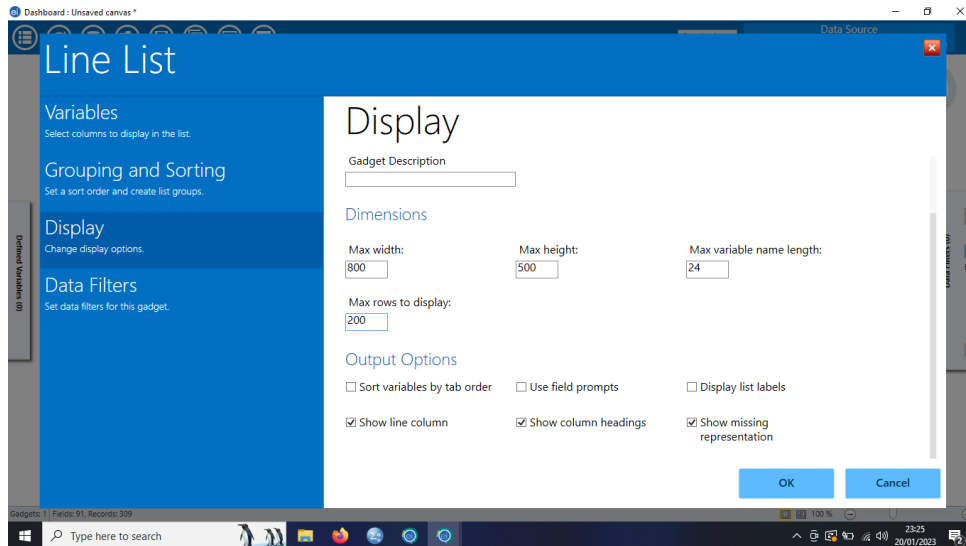 Dashboard : Unsaved canvas *
Data Source
Line List
Variables
Select columns to display in the list.
Grouping and Sorting
Set a sort order and create list groups.
Display
Change display options.
Data Filters
Set data filters for this gadget.
Defined Variables (0)
Display
Gadget Description
Dimensions
Max width:
Max height:
Max variable name length:
800
500
24
Max rows to display:
200
Output Options
Sort variables by tab order
Use field prompts
Display list labels
Show line column
Show column headings
Show missing
representation
OK
Cancel
Gadgets: 1
Fields: 91, Records: 309
100 %
Type here to search
23:25
20/01/2023
2